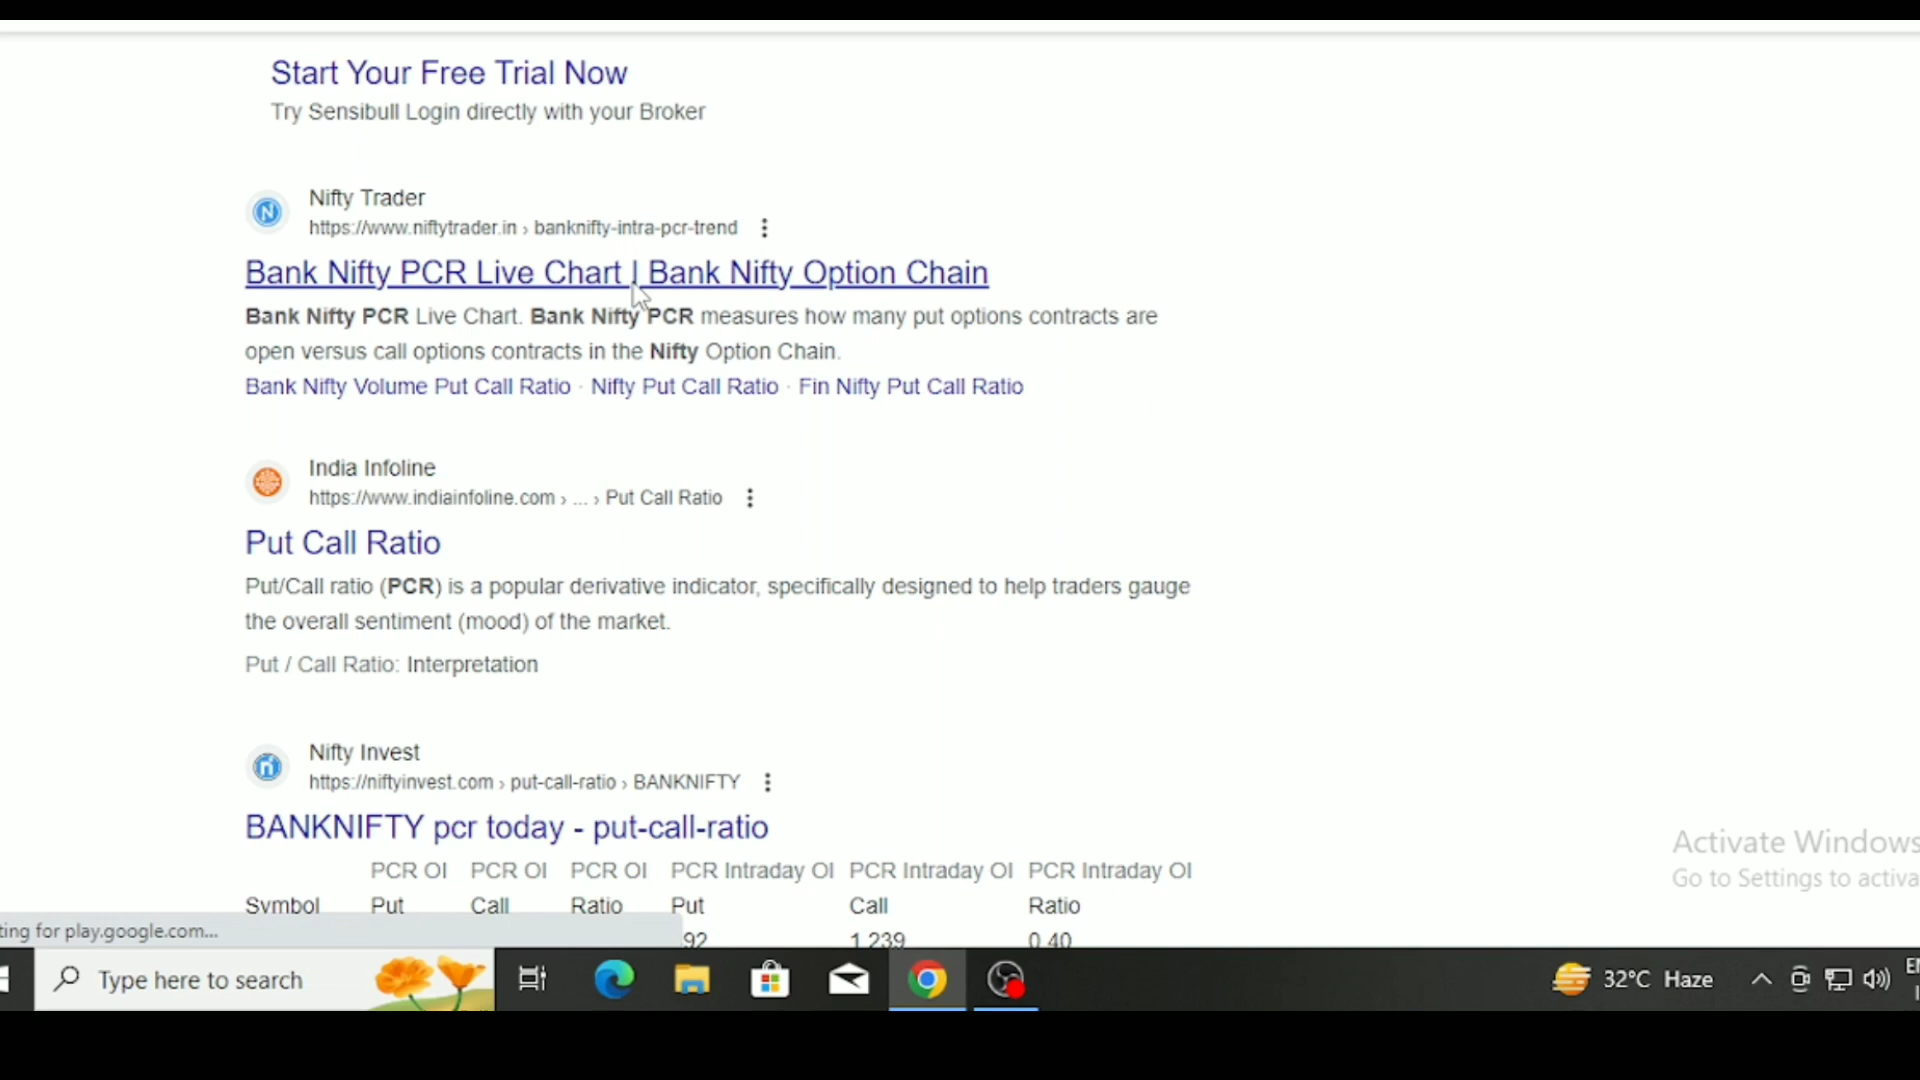 Start Your Free Trial Now
Try Sensibull Login directly with your Broker
Nifty Trader
https://www.niftytrader.in › banknifty-intra-pcr-trend
Bank Nifty PCR Live Chart | Bank Nifty Option Chain
Bank Nifty PCR Live Chart. Bank Nifty PCR measures how many put options contracts are
open versus call options contracts in the Nifty Option Chain.
Bank Nifty Volume Put Call Ratio · Nifty Put Call Ratio · Fin Nifty Put Call Ratio
India Infoline
https://www.indiainfoline.com › ... › Put Call Ratio
Put Call Ratio
Put/Call ratio (PCR) is a popular derivative indicator, specifically designed to help traders gauge
the overall sentiment (mood) of the market.
Put / Call Ratio: Interpretation
Nifty Invest
https://niftyinvest.com › put-call-ratio › BANKNIFTY
BANKNIFTY pcr today - put-call-ratio
PCR OI PCR OI PCR OI PCR Intraday OI PCR Intraday OI PCR Intraday OI
Symbol Put Call Ratio Put Call Ratio
92 1,239 0.40
Activate Windows
Go to Settings to activa
ting for play.google.com...
Type here to search
32°C Haze